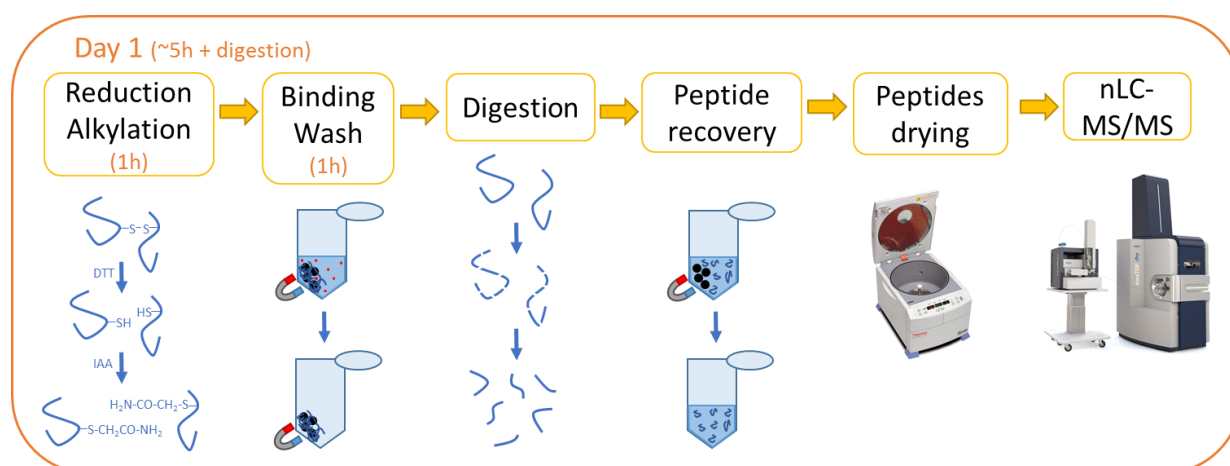 Day 1 (~5h + digestion)
Reduction
Alkylation
(1h)
Binding
Wash
(1h)
Digestion
Peptide
recovery
Peptides
drying
nLC-
MS/MS
-S-S-
DTT
HS
-SH
IAA
H₂N-CO-CH₂-S-
-S-CH₂CO-NH₂